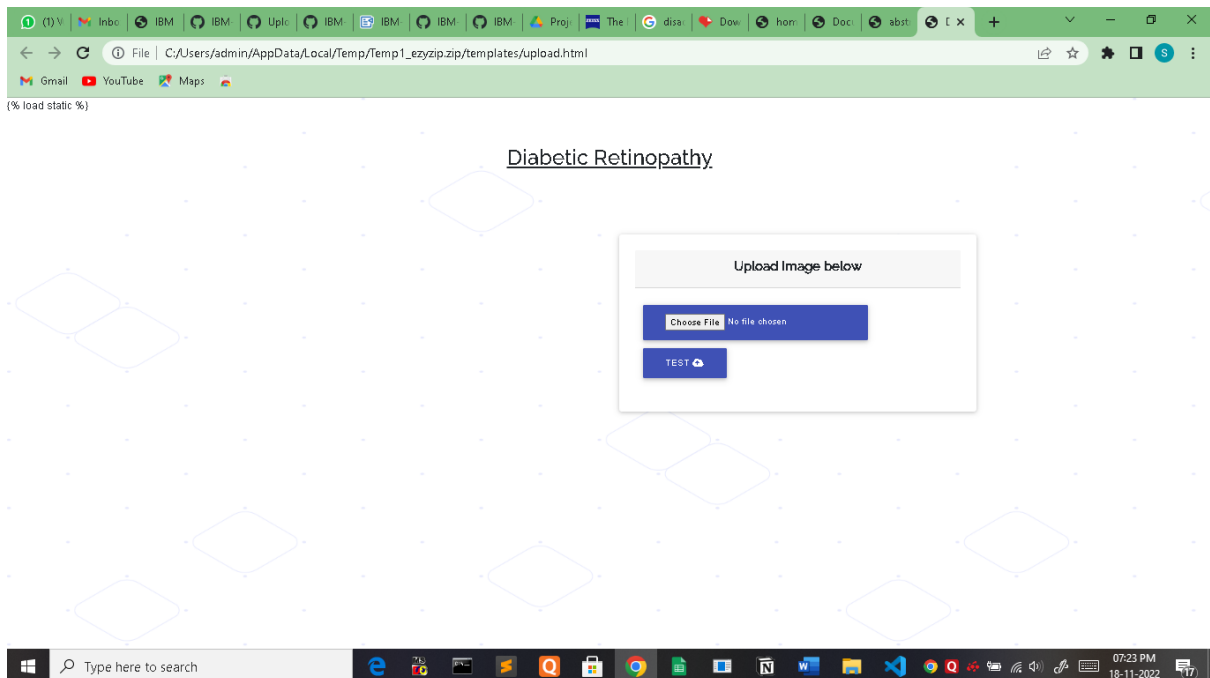 (1) V Inbo IBM IBM- Uplo IBM- IBM- IBM- IBM- Proj The disa Dow hom Doc abst
File C:/Users/admin/AppData/Local/Temp/Temp1_ezyzip.zip/templates/upload.html S
Gmail YouTube Maps
{% load static %}
Diabetic Retinopathy
Upload Image below
Choose File No file chosen
TEST
Type here to search
07:23 PM
18-11-2022